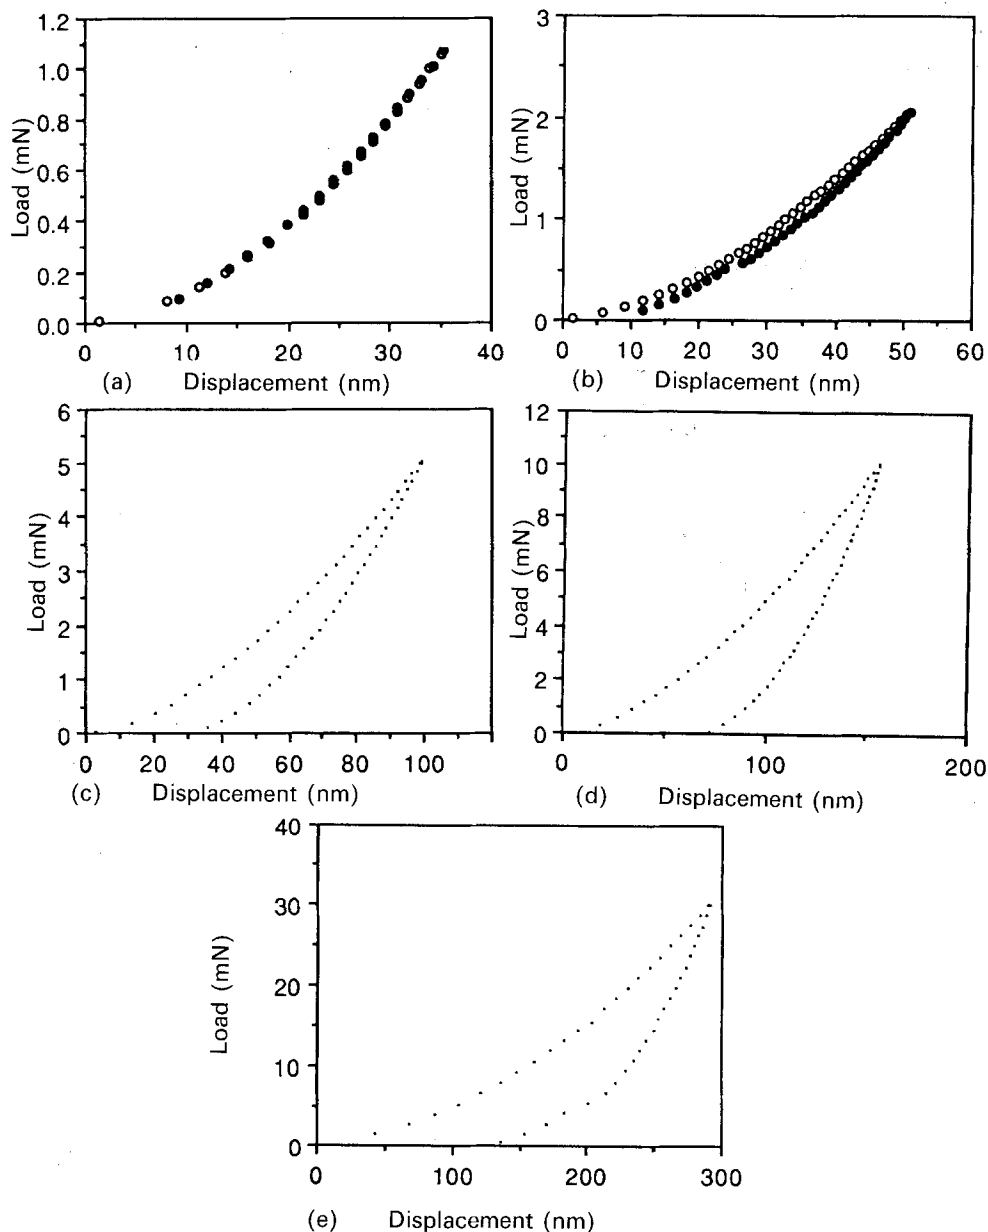 1.2
1.0
0.8
0.6
0.4
0.2
0.0
Load (mN)
0 10 20 30 40
(a) Displacement (nm)
3
2
1
0
Load (mN)
0 10 20 30 40 50 60
(b) Displacement (nm)
6
5
4
3
2
1
0
Load (mN)
0 20 40 60 80 100
(c) Displacement (nm)
12
10
8
6
4
2
0
Load (mN)
0 100 200
(d) Displacement (nm)
40
30
20
10
0
Load (mN)
0 100 200 300
(e) Displacement (nm)